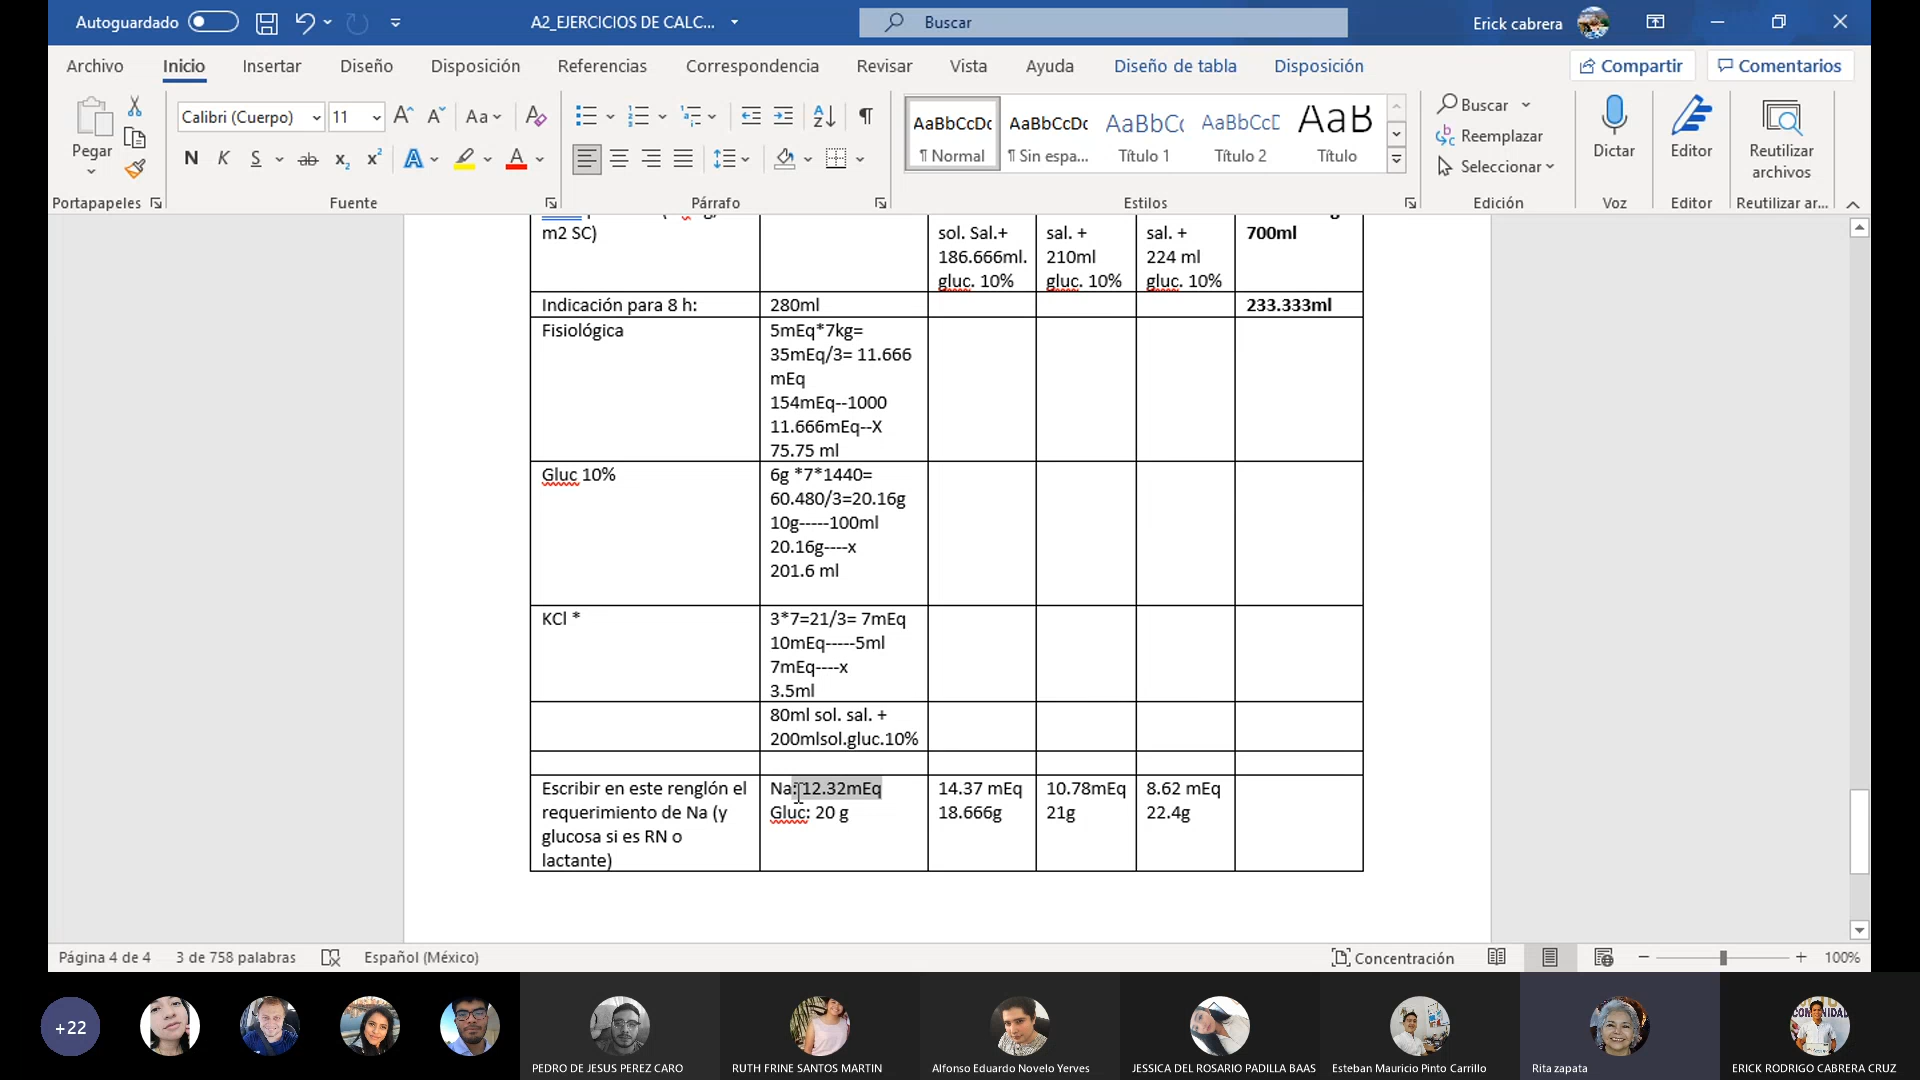 Autoguardado
A2_EJERCICIOS DE CALC...
Buscar
Erick cabrera
Archivo
Inicio
Insertar
Diseño
Disposición
Referencias
Correspondencia
Revisar
Vista
Ayuda
Diseño de tabla
Disposición
Compartir
Comentarios
Pegar
Calibri (Cuerpo)
11
Aa
N K S ab x₂ x²
AaBbCcDc
¶ Normal
AaBbCcDc
¶ Sin espa...
AaBbCc
Título 1
AaBbCcD
Título 2
AaB
Título
Buscar
Reemplazar
Seleccionar
Dictar
Editor
Reutilizar
archivos
Portapapeles
Fuente
Párrafo
Estilos
Edición
Voz
Editor
Reutilizar ar...
m2 SC)
sol. Sal.+
186.666ml.
gluc. 10%
sal. +
210ml
gluc. 10%
sal. +
224 ml
gluc. 10%
700ml
Indicación para 8 h:
280ml
233.333ml
Fisiológica
5mEq*7kg=
35mEq/3= 11.666
mEq
154mEq--1000
11.666mEq--X
75.75 ml
Gluc 10%
6g *7*1440=
60.480/3=20.16g
10g-----100ml
20.16g----x
201.6 ml
KCl *
3*7=21/3= 7mEq
10mEq-----5ml
7mEq----x
3.5ml
80ml sol. sal. +
200mlsol.gluc.10%
Escribir en este renglón el
requerimiento de Na (y
glucosa si es RN o
lactante)
Na: 12.32mEq
Gluc: 20 g
14.37 mEq
18.666g
10.78mEq
21g
8.62 mEq
22.4g
Página 4 de 4
3 de 758 palabras
Español (México)
Concentración
100%
+22
PEDRO DE JESUS PEREZ CARO
RUTH FRINE SANTOS MARTIN
Alfonso Eduardo Novelo Yerves
JESSICA DEL ROSARIO PADILLA BAAS
Esteban Mauricio Pinto Carrillo
Rita zapata
ERICK RODRIGO CABRERA CRUZ